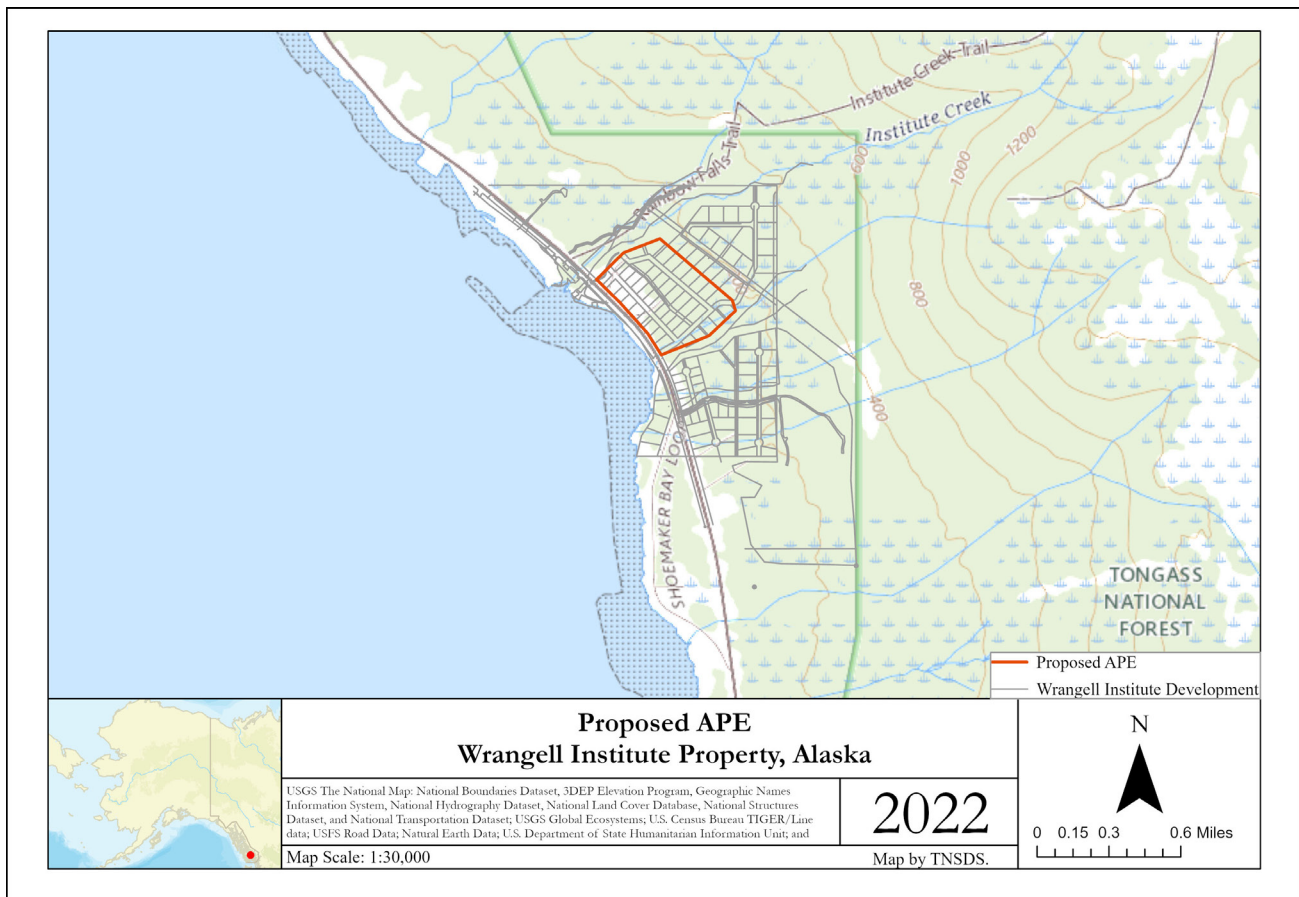 Institute-Creek-Trail
Institute Creek
Rainbow-Falls-Trail
600
1000
1200
800
400
SHOEMAKER BAY LOO
TONGASS
NATIONAL
FOREST
Proposed APE
Wrangell Institute Development
Proposed APE
Wrangell Institute Property, Alaska
USGS The National Map: National Boundaries Dataset, 3DEP Elevation Program, Geographic Names
Information System, National Hydrography Dataset, National Land Cover Database, National Structures
Dataset, and National Transportation Dataset; USGS Global Ecosystems; U.S. Census Bureau TIGER/Line
data; USFS Road Data; Natural Earth Data; U.S. Department of State Humanitarian Information Unit; and
Map Scale: 1:30,000
2022
Map by TNSDS.
N
0 0.15 0.3 0.6 Miles